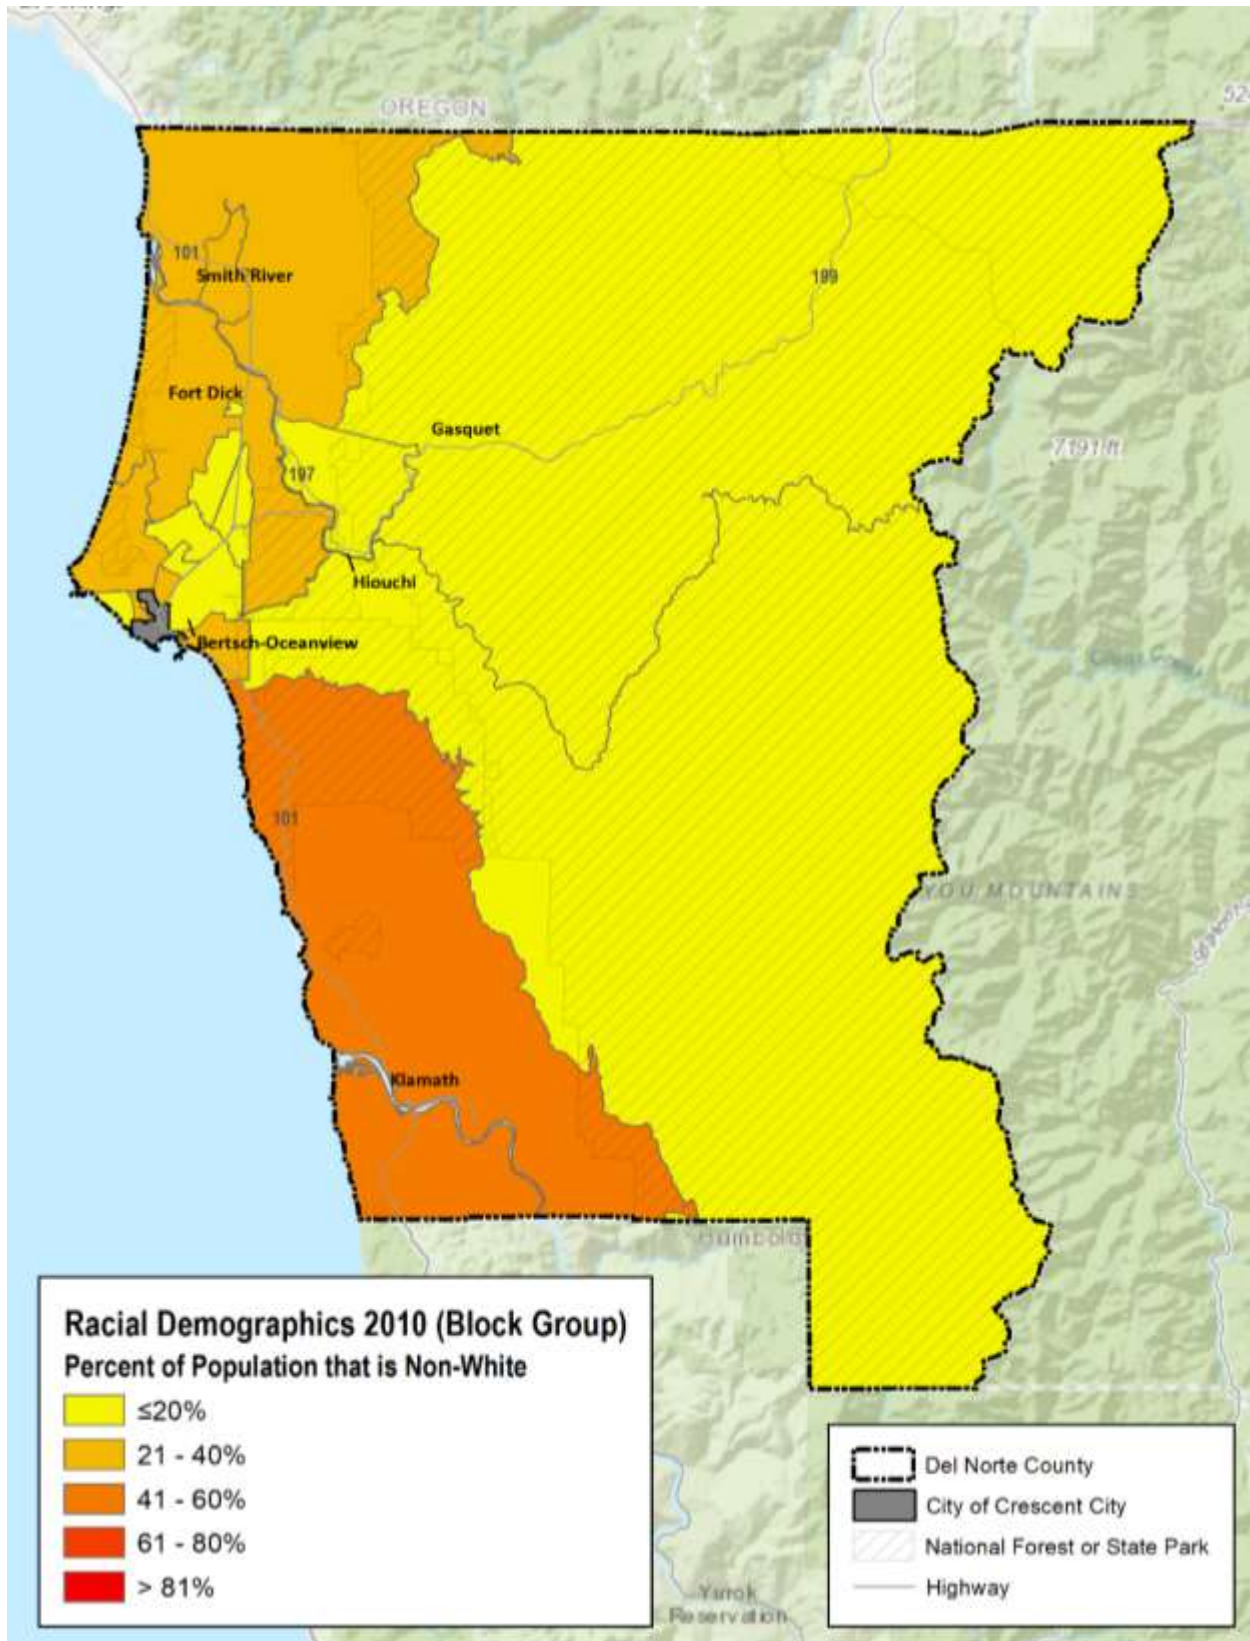 OREGON
101
Smith River
199
Fort Dick
Gasquet
7191 ft
197
Hiouchi
Bertsch-Oceanview
101
YOU MOUNTAINS
Klamath
Racial Demographics 2010 (Block Group)
Percent of Population that is Non-White
≤20%
21 - 40%
41 - 60%
61 - 80%
> 81%
Del Norte County
City of Crescent City
National Forest or State Park
Highway
Yurok
Reservation